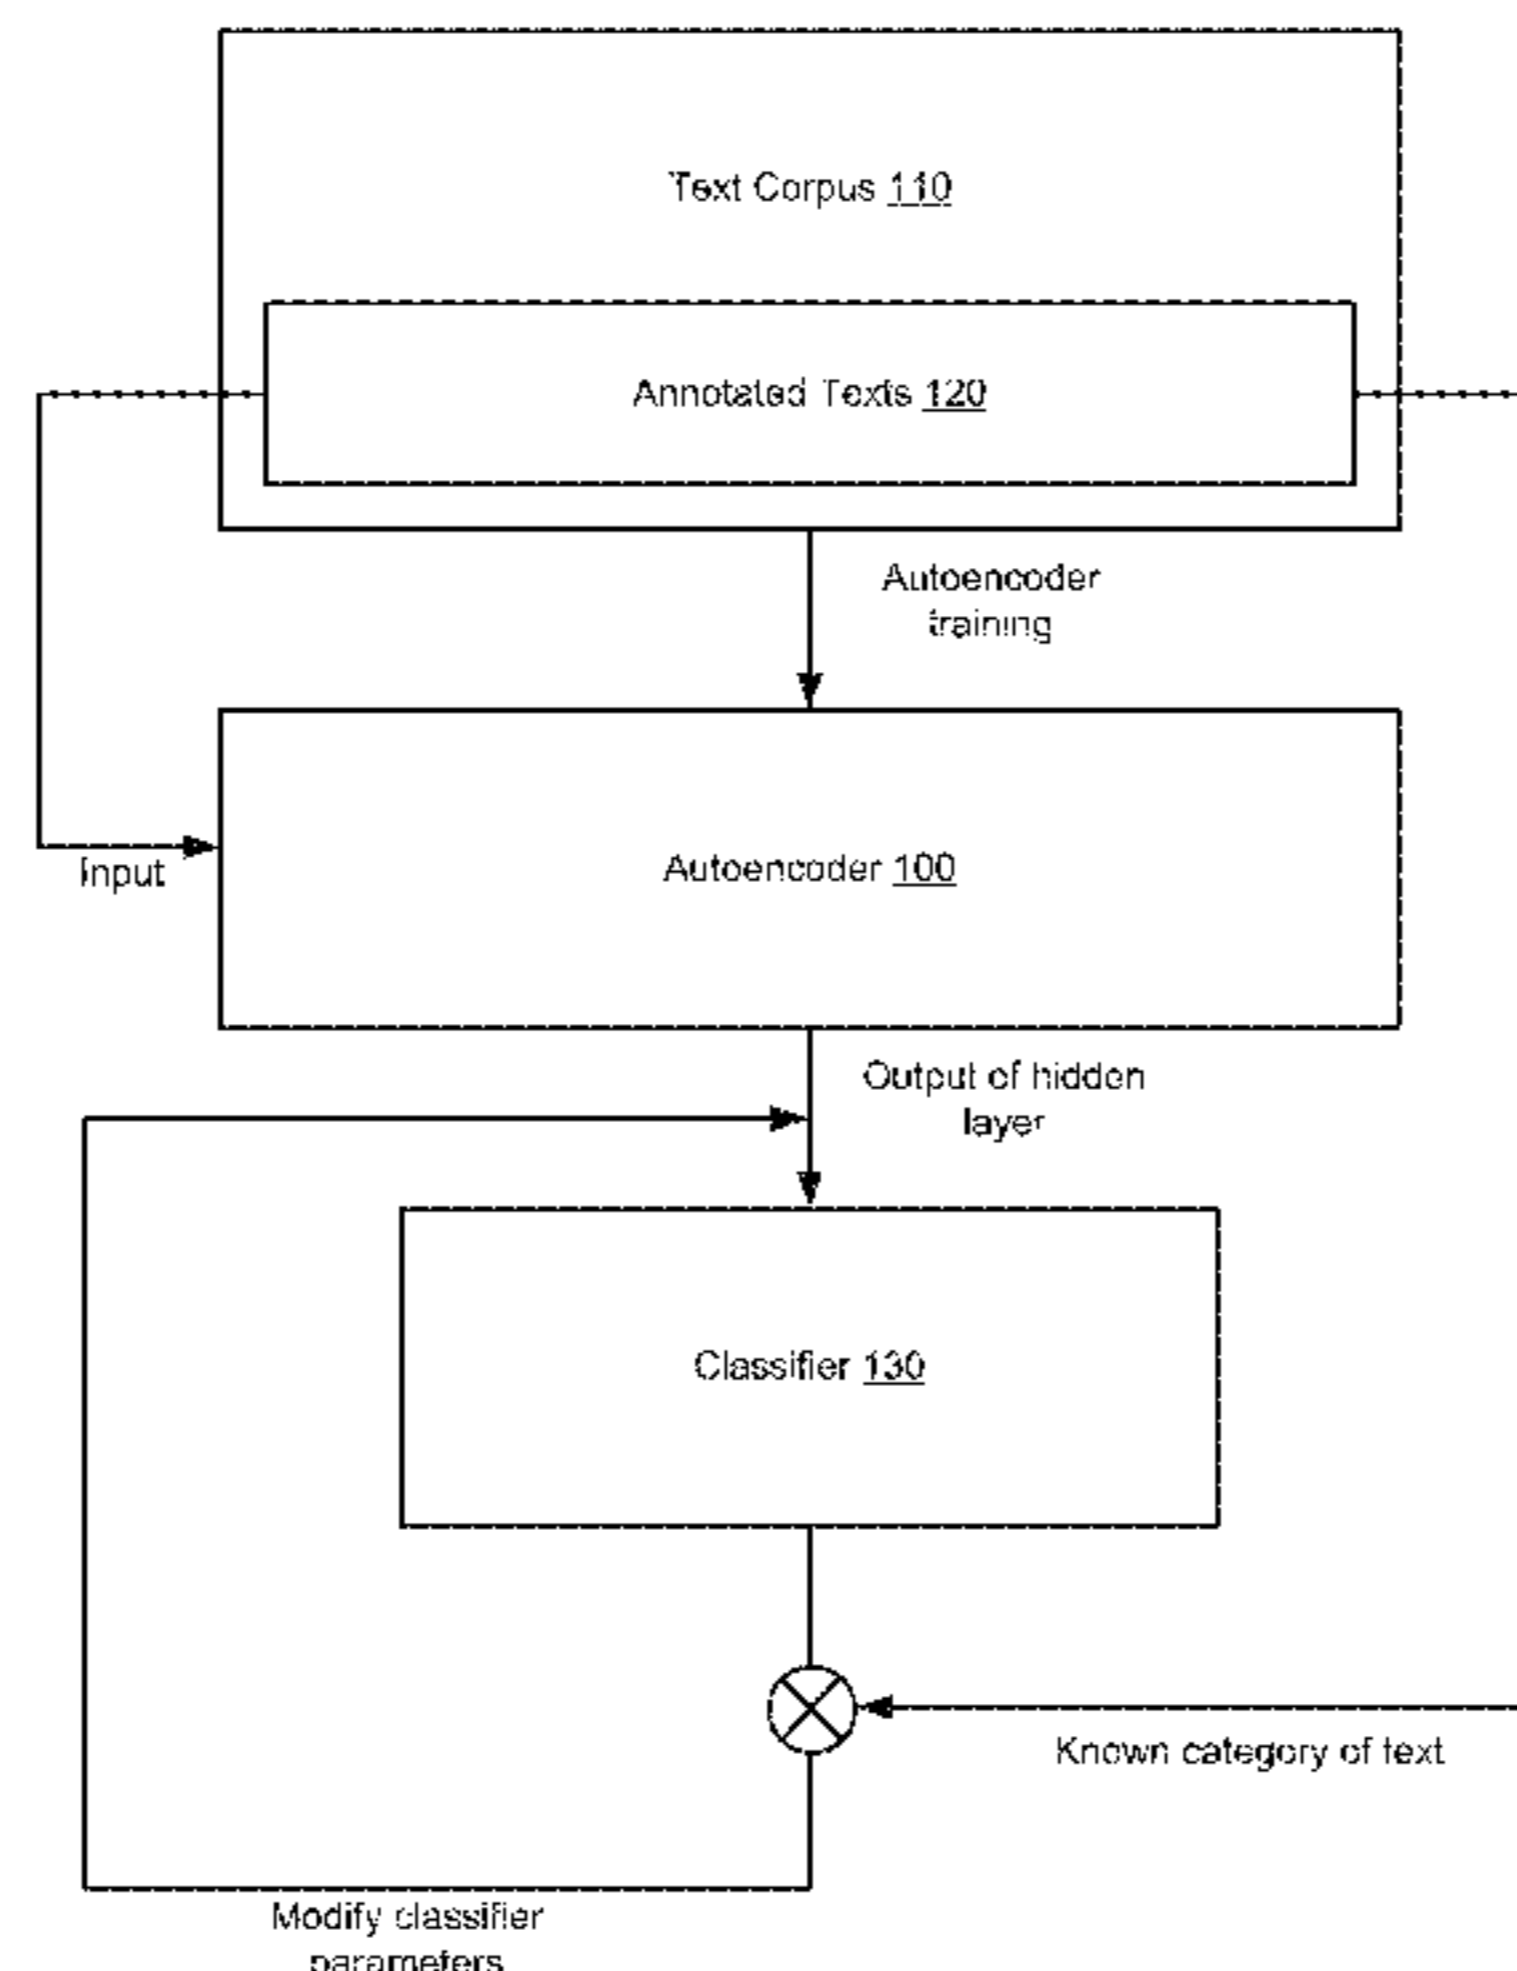 Text Corpus 110
Annotated Texts 120
Autoencoder
training
Input
Autoencoder 100
Output of hidden
layer
Classifier 130
Known category of text
Modify classifier
parameters